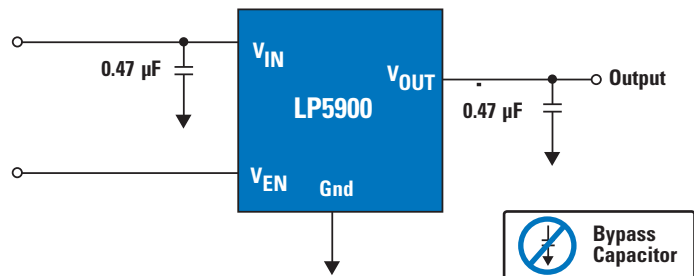 VIN
0.47 µF
VOUT
Output
LP5900
0.47 µF
VEN
Gnd
Bypass
Capacitor